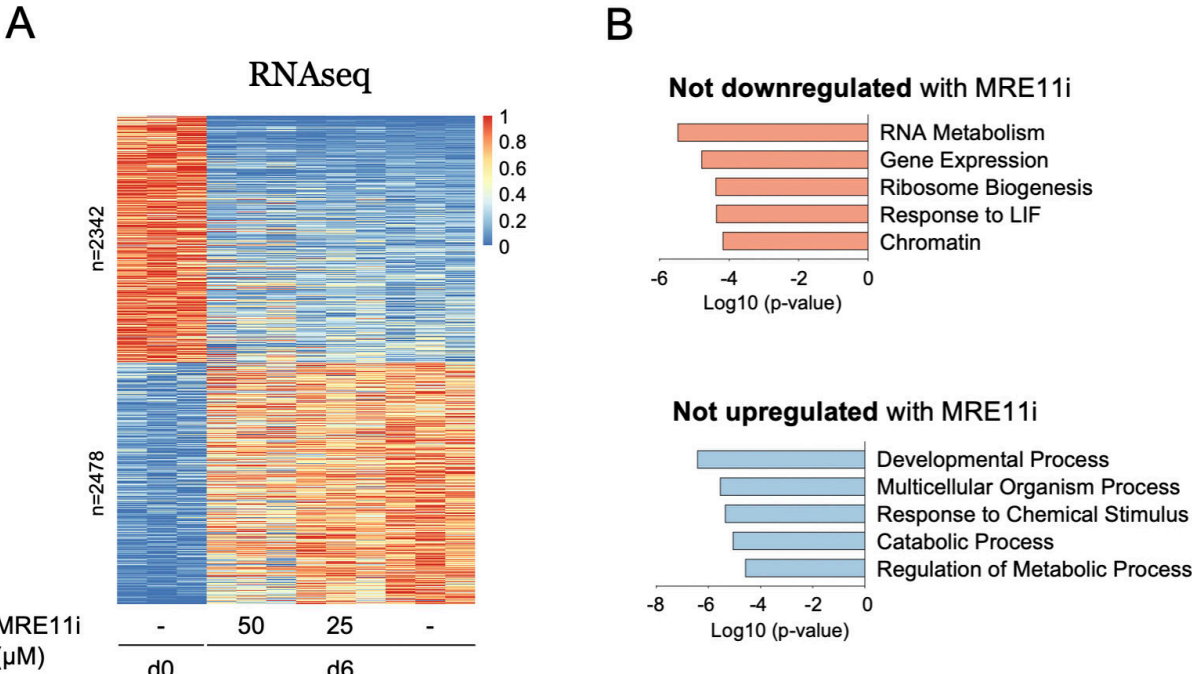 A
RNAseq
1
0.8
0.6
0.4
0.2
0
n=2342
n=2478
MRE11i
(µM)
- 50 25 -
d0 d6
B
Not downregulated with MRE11i
RNA Metabolism
Gene Expression
Ribosome Biogenesis
Response to LIF
Chromatin
-6 -4 -2 0
Log10 (p-value)
Not upregulated with MRE11i
Developmental Process
Multicellular Organism Process
Response to Chemical Stimulus
Catabolic Process
Regulation of Metabolic Process
-8 -6 -4 -2 0
Log10 (p-value)